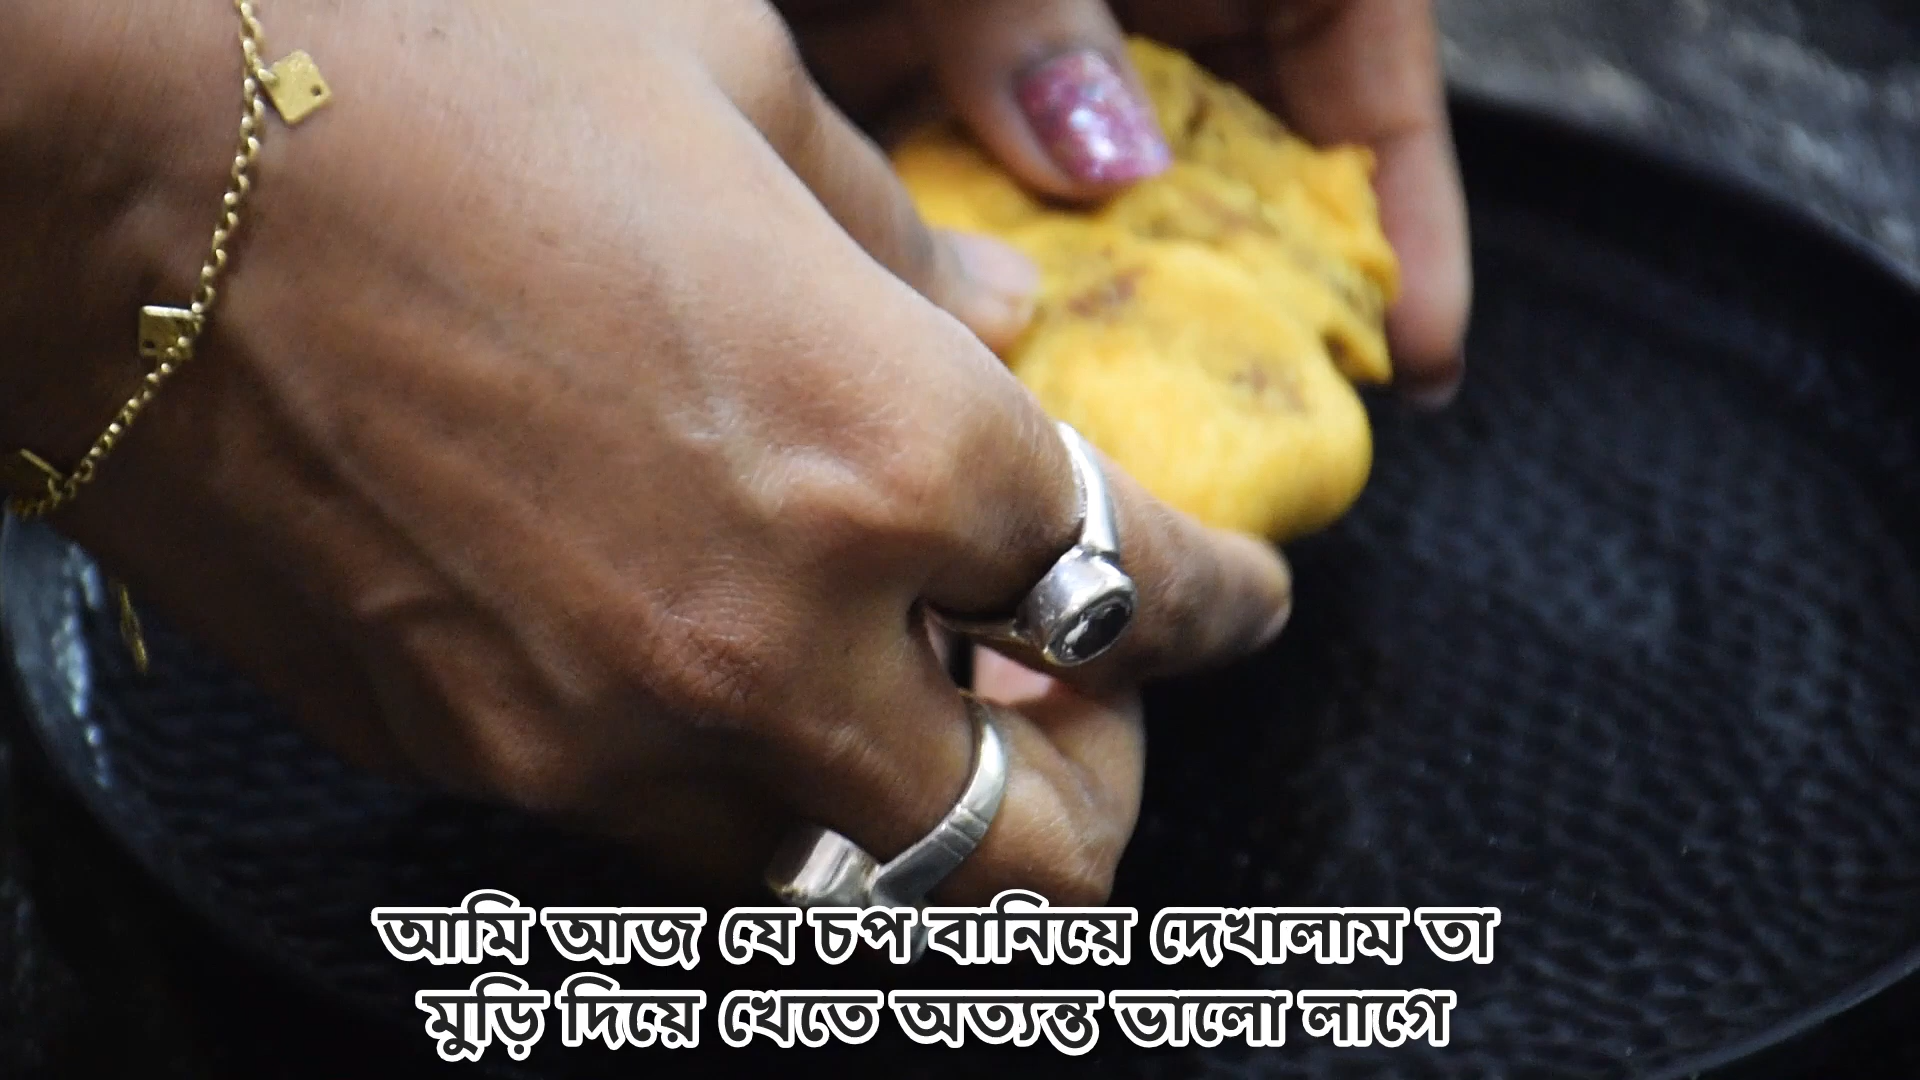 আমি আজ যে চপ বানিয়ে দেখালাম তা
মুড়ি দিয়ে খেতে অত্যন্ত ভালো লাগে